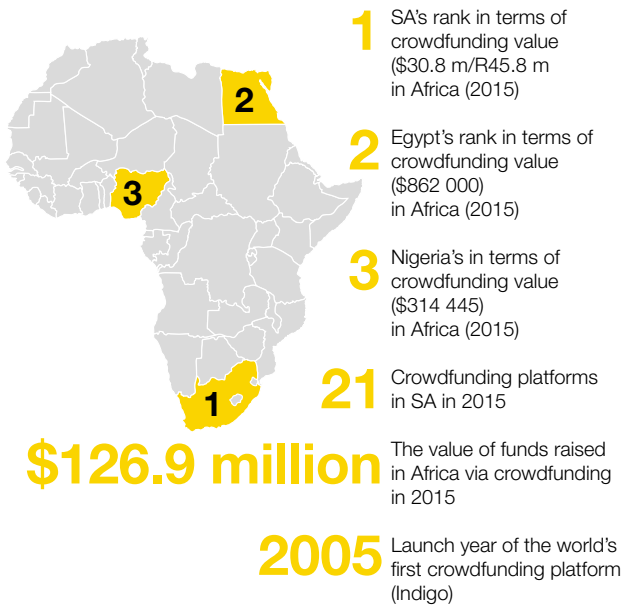 1
SA's rank in terms of
crowdfunding value
($30.8 m/R45.8 m
in Africa (2015)
2
Egypt's rank in terms of
crowdfunding value
($862 000)
in Africa (2015)
3
Nigeria's in terms of
crowdfunding value
($314 445)
in Africa (2015)
21
Crowdfunding platforms
in SA in 2015
$126.9 million
The value of funds raised
in Africa via crowdfunding
in 2015
2005
Launch year of the world's
first crowdfunding platform
(Indigo)
2
3
1